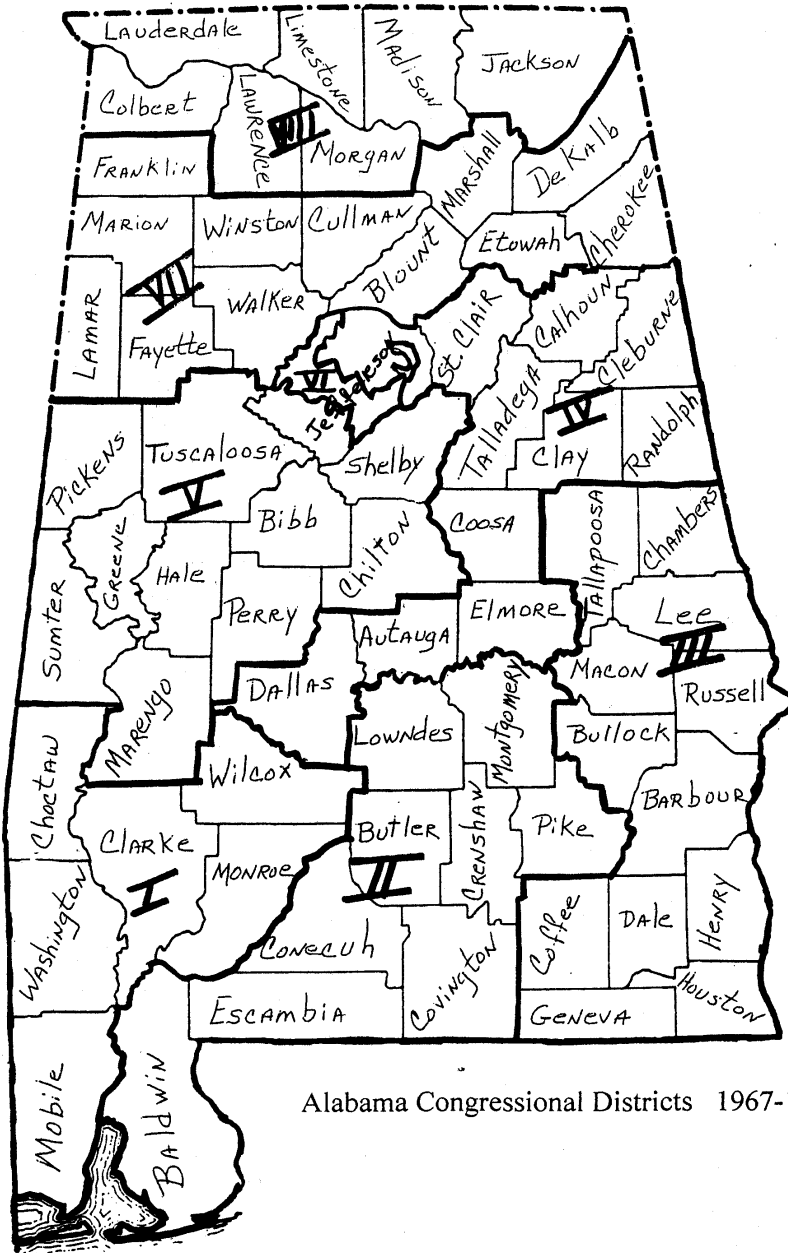 Lauderdale
Limestone
Madison
Jackson
Colbert
Lawrence
VIII
Morgan
Franklin
Marshall
DeKalb
Cherokee
Marion
Winston
Cullman
Blount
Etowah
Lamar
VII
Fayette
Walker
St. Clair
Calhoun
Cleburne
VI
Jefferson
Talladega
IV
Clay
Randolph
Pickens
Tuscaloosa
V
Shelby
Bibb
Chilton
Coosa
Tallapoosa
Chambers
Greene
Hale
Sumter
Perry
Autauga
Elmore
Lee
III
Macon
Russell
Marengo
Dallas
Lowndes
Montgomery
Bullock
Choctaw
Wilcox
Barbour
Clarke
I
Monroe
Butler
II
Crenshaw
Pike
Washington
Conecuh
Covington
Coffee
Dale
Henry
Houston
Escambia
Geneva
Mobile
Baldwin
Alabama Congressional Districts 1967-